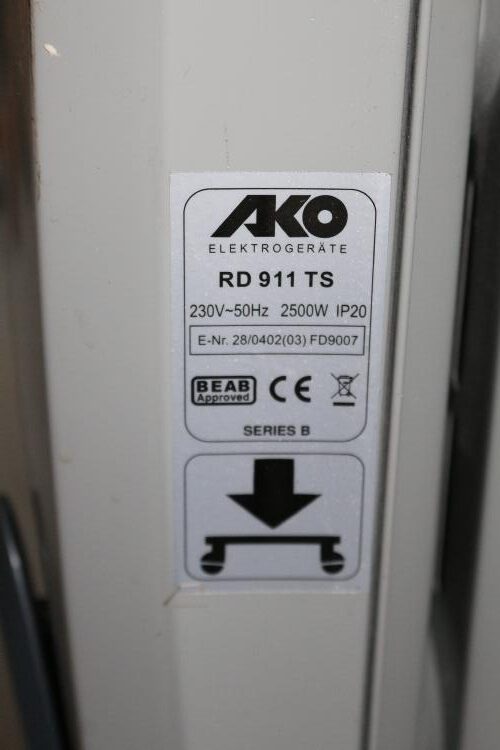 AKO
ELEKTROGERÄTE
RD 911 TS
230V~50Hz 2500W IP20
E-Nr. 28/0402(03) FD9007
BEAB
Approved
CE
SERIES B